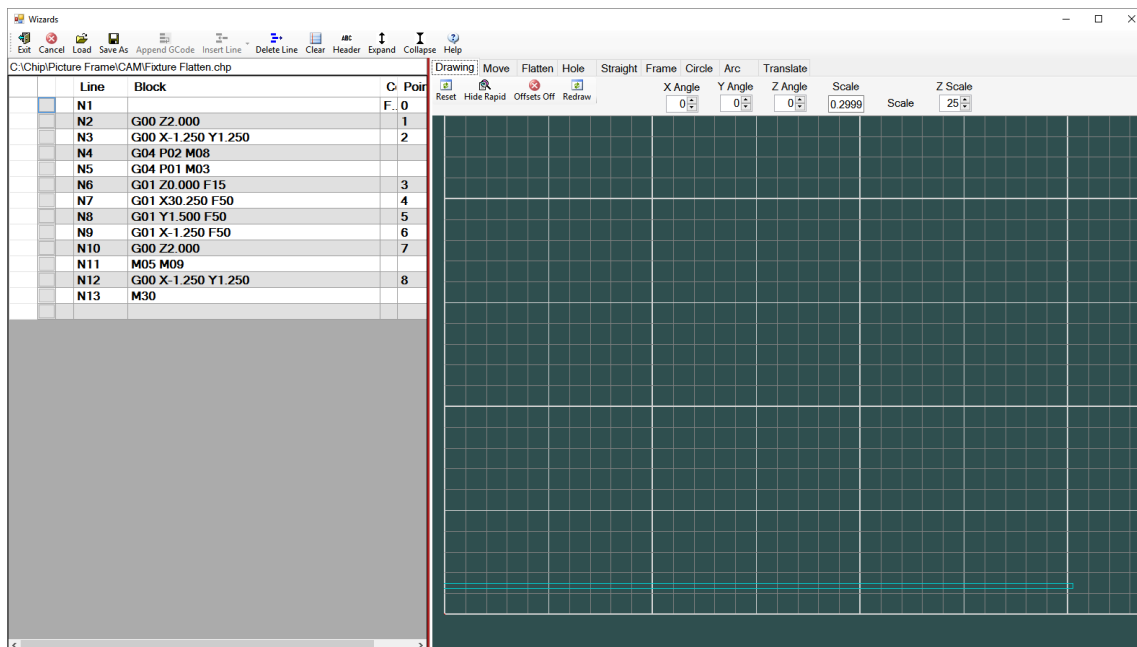 Wizards
Exit Cancel Load Save As Append GCode Insert Line Delete Line Clear ABC Header Expand Collapse Help
C:\Chip\Picture Frame\CAM\Fixture Flatten.chp
Line Block C Poin
N1 F.. 0
N2 G00 Z2.000 1
N3 G00 X-1.250 Y1.250 2
N4 G04 P02 M08
N5 G04 P01 M03
N6 G01 Z0.000 F15 3
N7 G01 X30.250 F50 4
N8 G01 Y1.500 F50 5
N9 G01 X-1.250 F50 6
N10 G00 Z2.000 7
N11 M05 M09
N12 G00 X-1.250 Y1.250 8
N13 M30
Drawing Move Flatten Hole Straight Frame Circle Arc Translate
Reset Hide Rapid Offsets Off Redraw
X Angle Y Angle Z Angle Scale Z Scale
0 0 0 0.2999 Scale 25